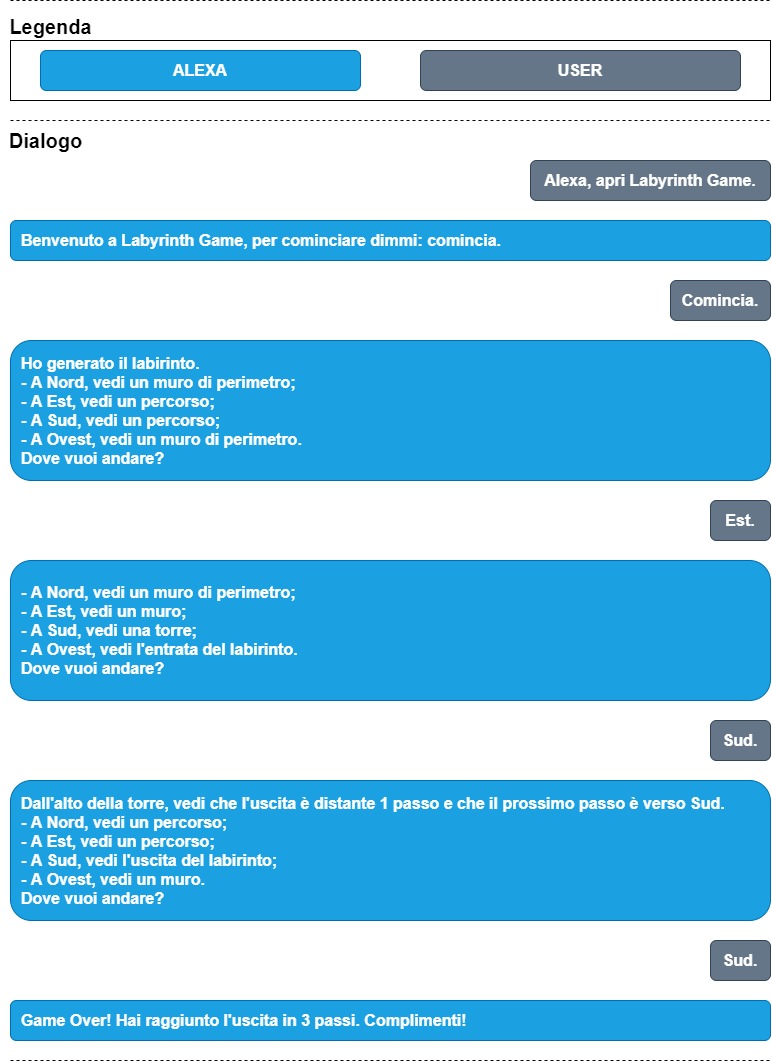 Legenda
ALEXA
USER
Dialogo
Alexa, apri Labyrinth Game.
Benvenuto a Labyrinth Game, per cominciare dimmi: comincia.
Comincia.
Ho generato il labirinto.
- A Nord, vedi un muro di perimetro;
- A Est, vedi un percorso;
- A Sud, vedi un percorso;
- A Ovest, vedi un muro di perimetro.
Dove vuoi andare?
Est.
- A Nord, vedi un muro di perimetro;
- A Est, vedi un muro;
- A Sud, vedi una torre;
- A Ovest, vedi l'entrata del labirinto.
Dove vuoi andare?
Sud.
Dall'alto della torre, vedi che l'uscita è distante 1 passo e che il prossimo passo è verso Sud.
- A Nord, vedi un percorso;
- A Est, vedi un percorso;
- A Sud, vedi l'uscita del labirinto;
- A Ovest, vedi un muro.
Dove vuoi andare?
Sud.
Game Over! Hai raggiunto l'uscita in 3 passi. Complimenti!